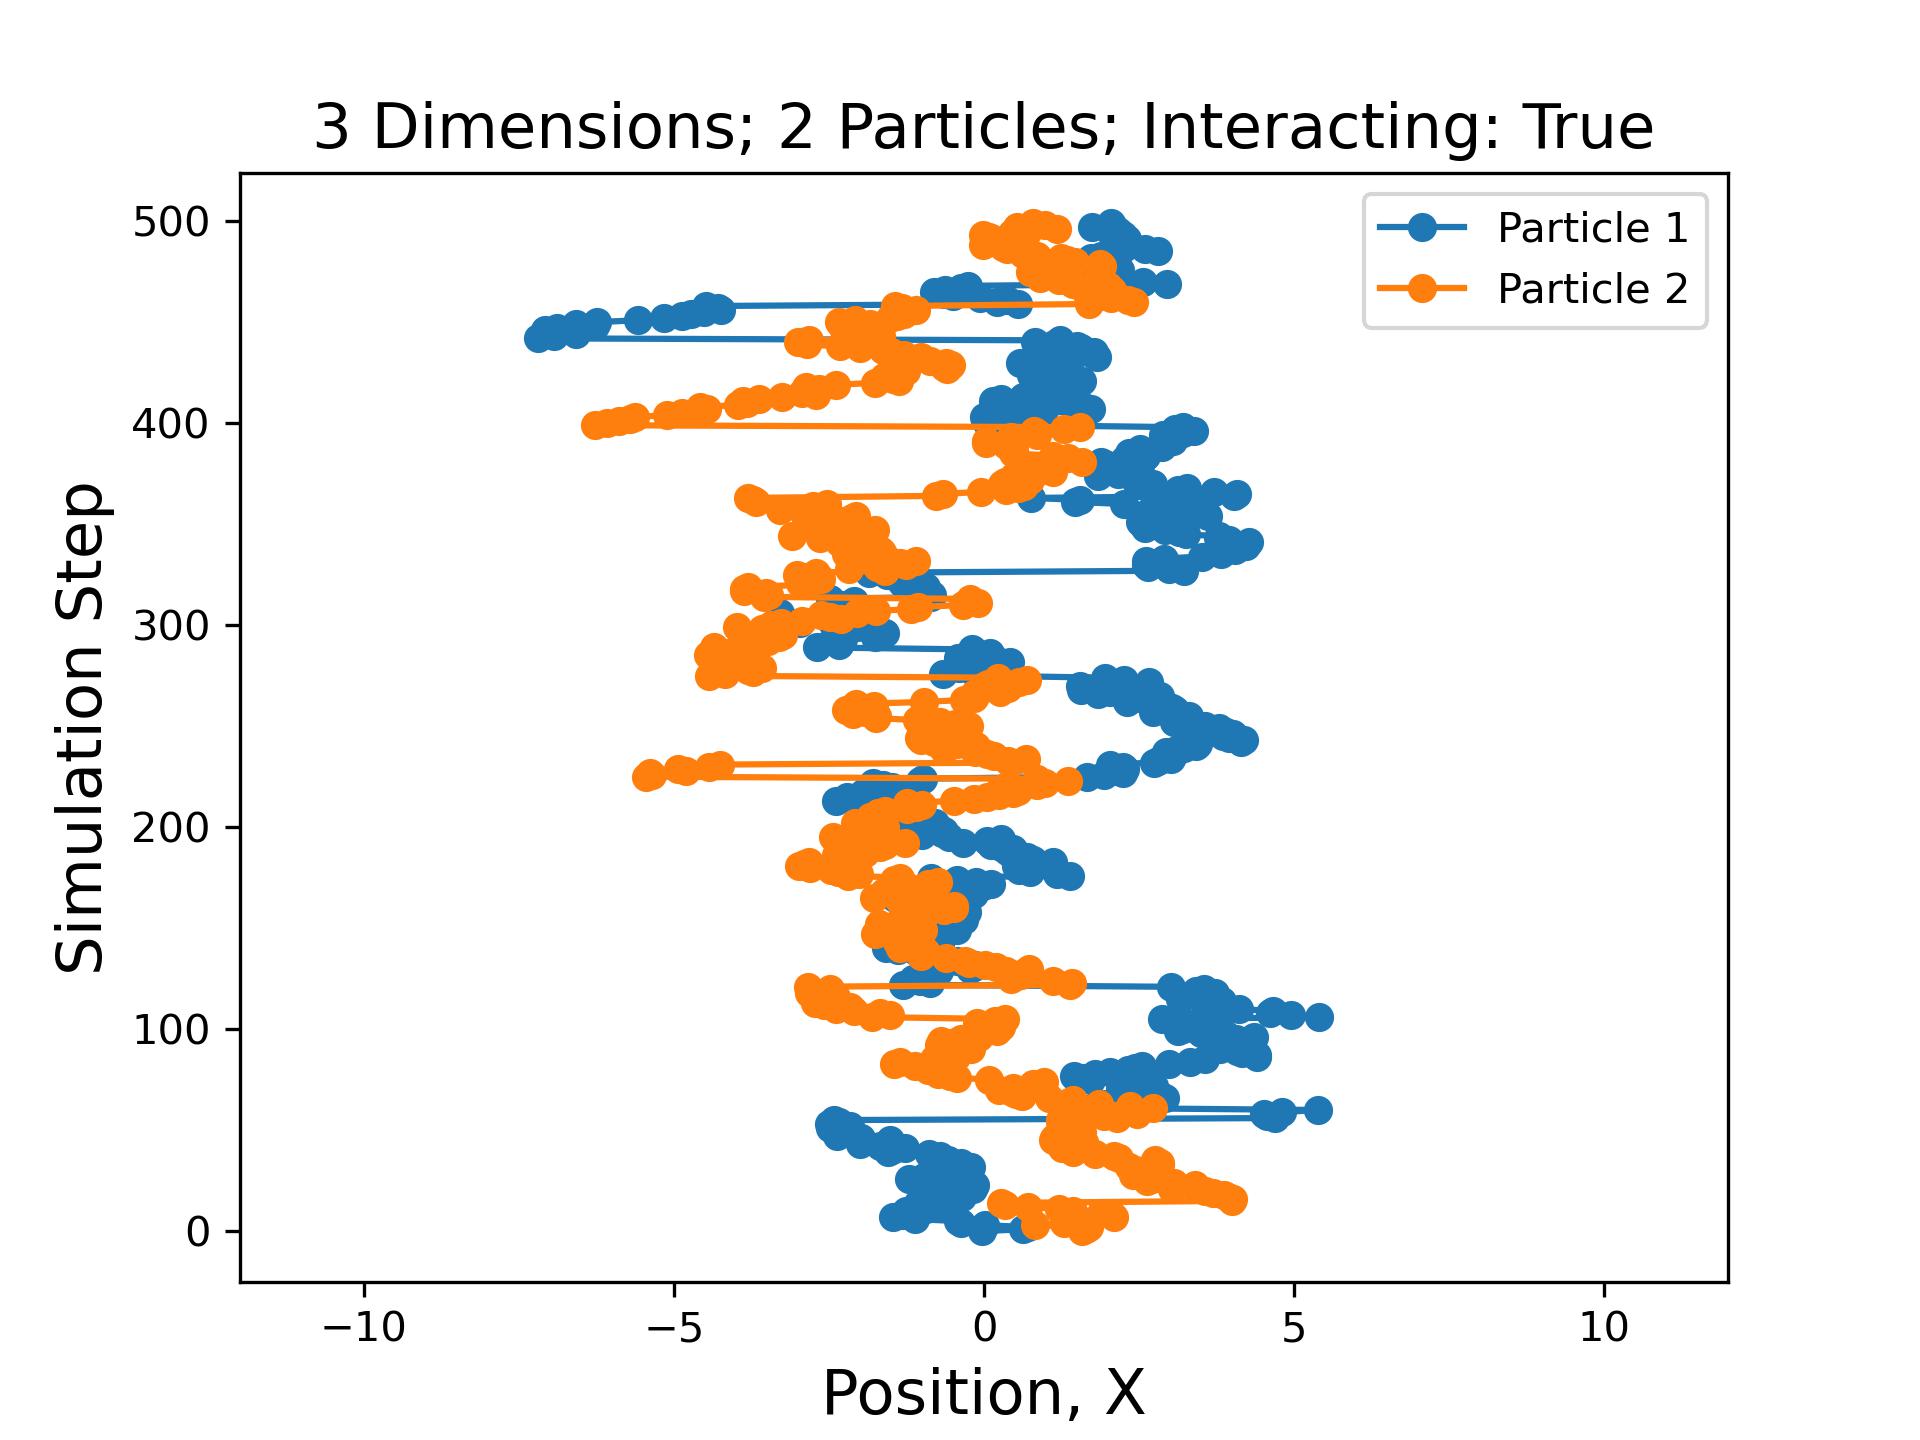 3 Dimensions; 2 Particles; Interacting: True
Particle 1
Particle 2
500
400
300
200
100
0
Simulation Step
−10
−5
0
5
10
Position, X